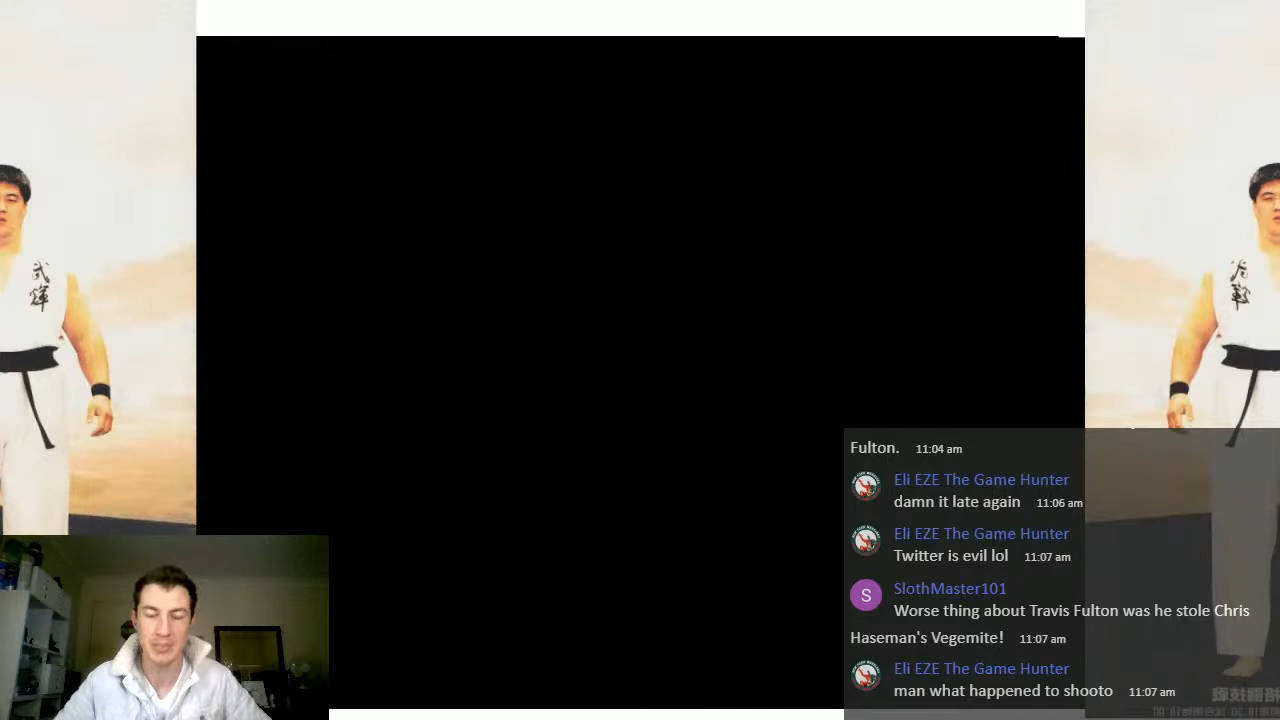 武
輝
Fulton. 11:04 am
Eli EZE The Game Hunter
damn it late again 11:06 am
Eli EZE The Game Hunter
Twitter is evil lol 11:07 am
S SlothMaster101
Worse thing about Travis Fulton was he stole Chris
Haseman's Vegemite! 11:07 am
Eli EZE The Game Hunter
man what happened to shooto 11:07 am